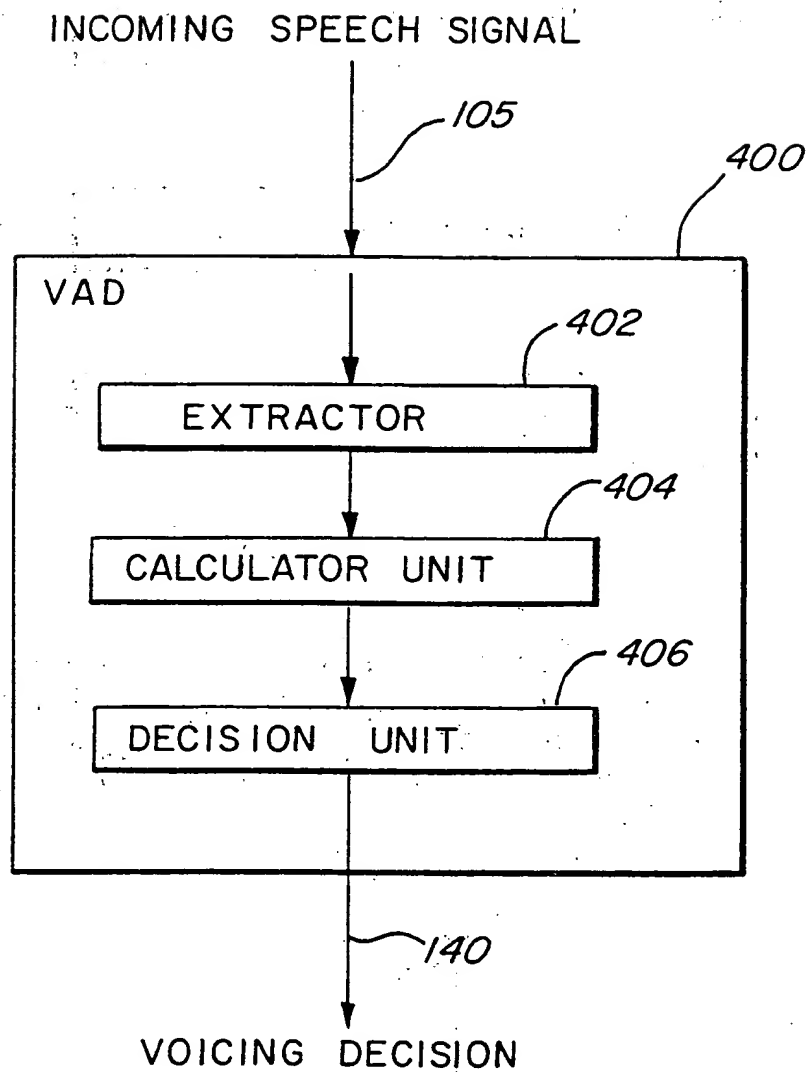 INCOMING SPEECH SIGNAL
105
400
VAD
402
EXTRACTOR
404
CALCULATOR UNIT
406
DECISION UNIT
140
VOICING DECISION